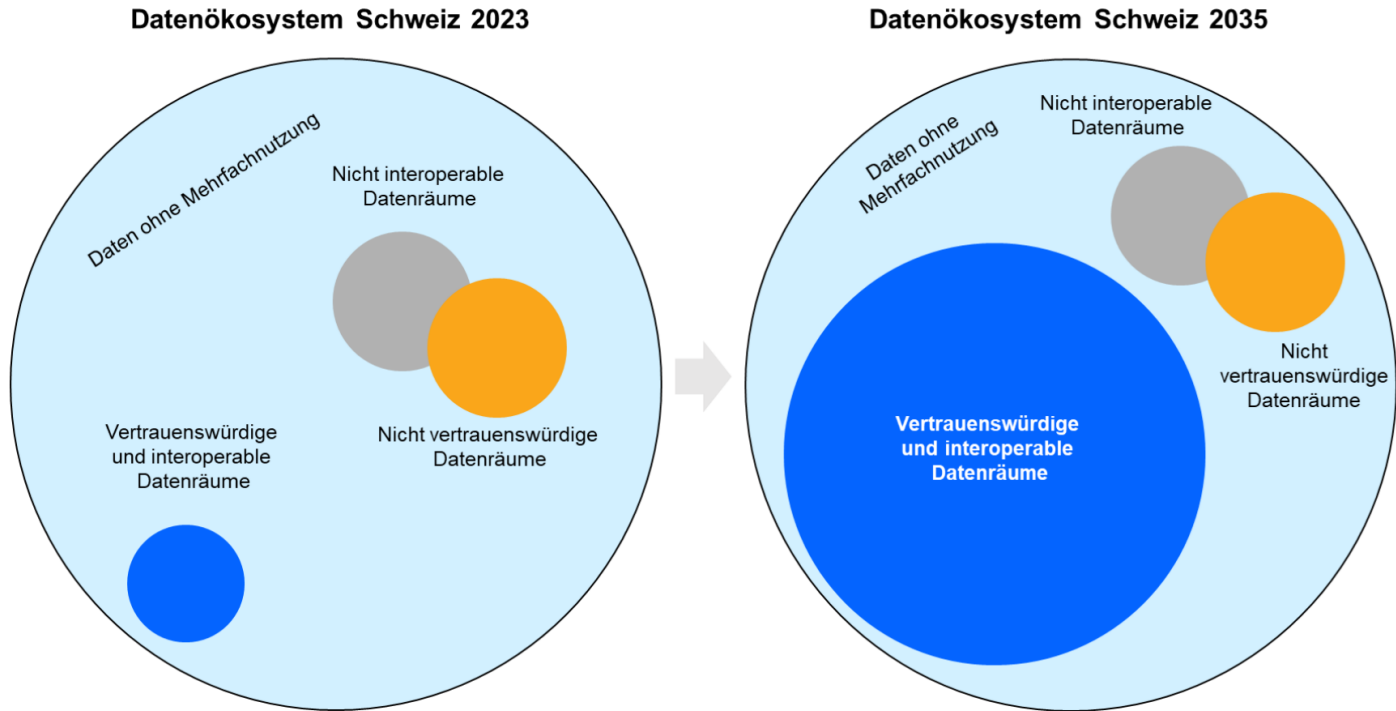 Datenökosystem Schweiz 2023
Daten ohne Mehrfachnutzung
Nicht interoperable
Datenräume
Nicht vertrauenswürdige
Datenräume
Vertrauenswürdige
und interoperable
Datenräume
Datenökosystem Schweiz 2035
Daten ohne
Mehrfachnutzung
Nicht interoperable
Datenräume
Nicht
vertrauenswürdige
Datenräume
Vertrauenswürdige
und interoperable
Datenräume